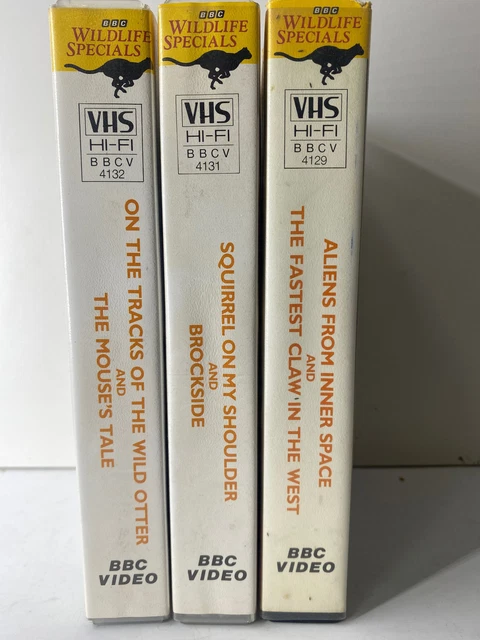 BBC
WILDLIFE
SPECIALS
VHS
HI-FI
BBCV
4132
ON THE TRACKS OF THE WILD OTTER
AND
THE MOUSE'S TALE
BBC
VIDEO
BBC
WILDLIFE
SPECIALS
VHS
HI-FI
BBCV
4131
SQUIRREL ON MY SHOULDER
AND
BROCKSIDE
BBC
VIDEO
BBC
WILDLIFE
SPECIALS
VHS
HI-FI
BBCV
4129
ALIENS FROM INNER SPACE
AND
THE FASTEST CLAW IN THE WEST
BBC
VIDEO